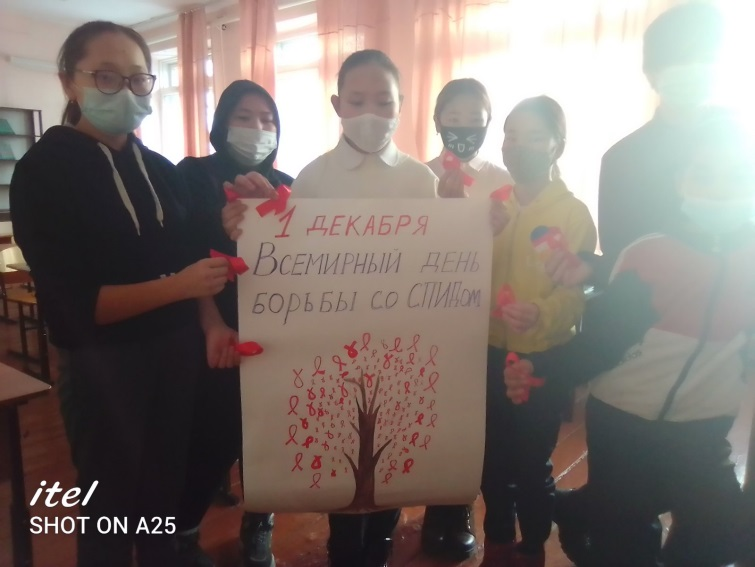 1 ДЕКАБРЯ
ВСЕМИРНЫЙ ДЕНЬ
БОРЬБЫ СО СПИДом
itel
SHOT ON A25